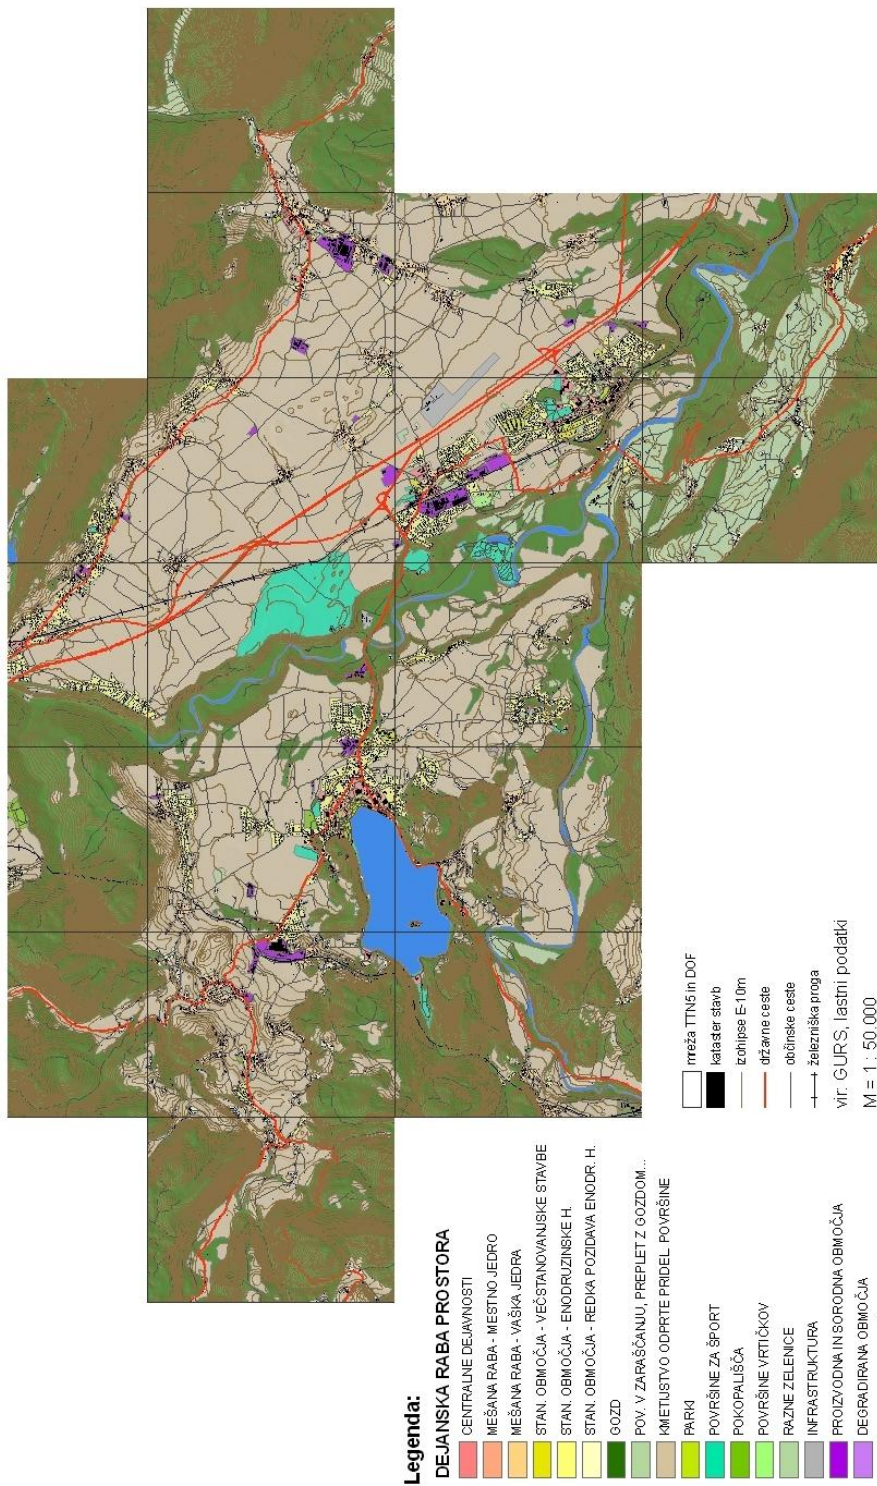 Legenda:
DEJANSKA RABA PROSTORA
CENTRALNE DEJAVNOSTI
MEŠANA RABA - MESTNO JEDRO
MEŠANA RABA - VAŠKA JEDRA
STAN. OBMOČJA - VEČSTANOVANJSKE STAVBE
STAN. OBMOČJA - ENODRUZINSKE H.
STAN. OBMOČJA - REDKA POZIDAVA ENODR. H.
GOZD
POV. V ZARAŠČANJU, PREPLET Z GOZDOM...
KMETIJSTVO ODPRTE PRIDEL. POVRŠINE
PARKI
POVRŠINE ZA ŠPORT
POKOPALIŠČA
POVRŠINE VRTIČKOV
RAZNE ZELENICE
INFRASTRUKTURA
PROIZVODNA IN SORODNA OBMOČJA
DEGRADIRANA OBMOČJA
mreža TTN5 in DOF
kataster stavb
izohipse E-10m
državne ceste
občinske ceste
železniška proga
vir: GURS, lastni podatki
M = 1 : 50.000